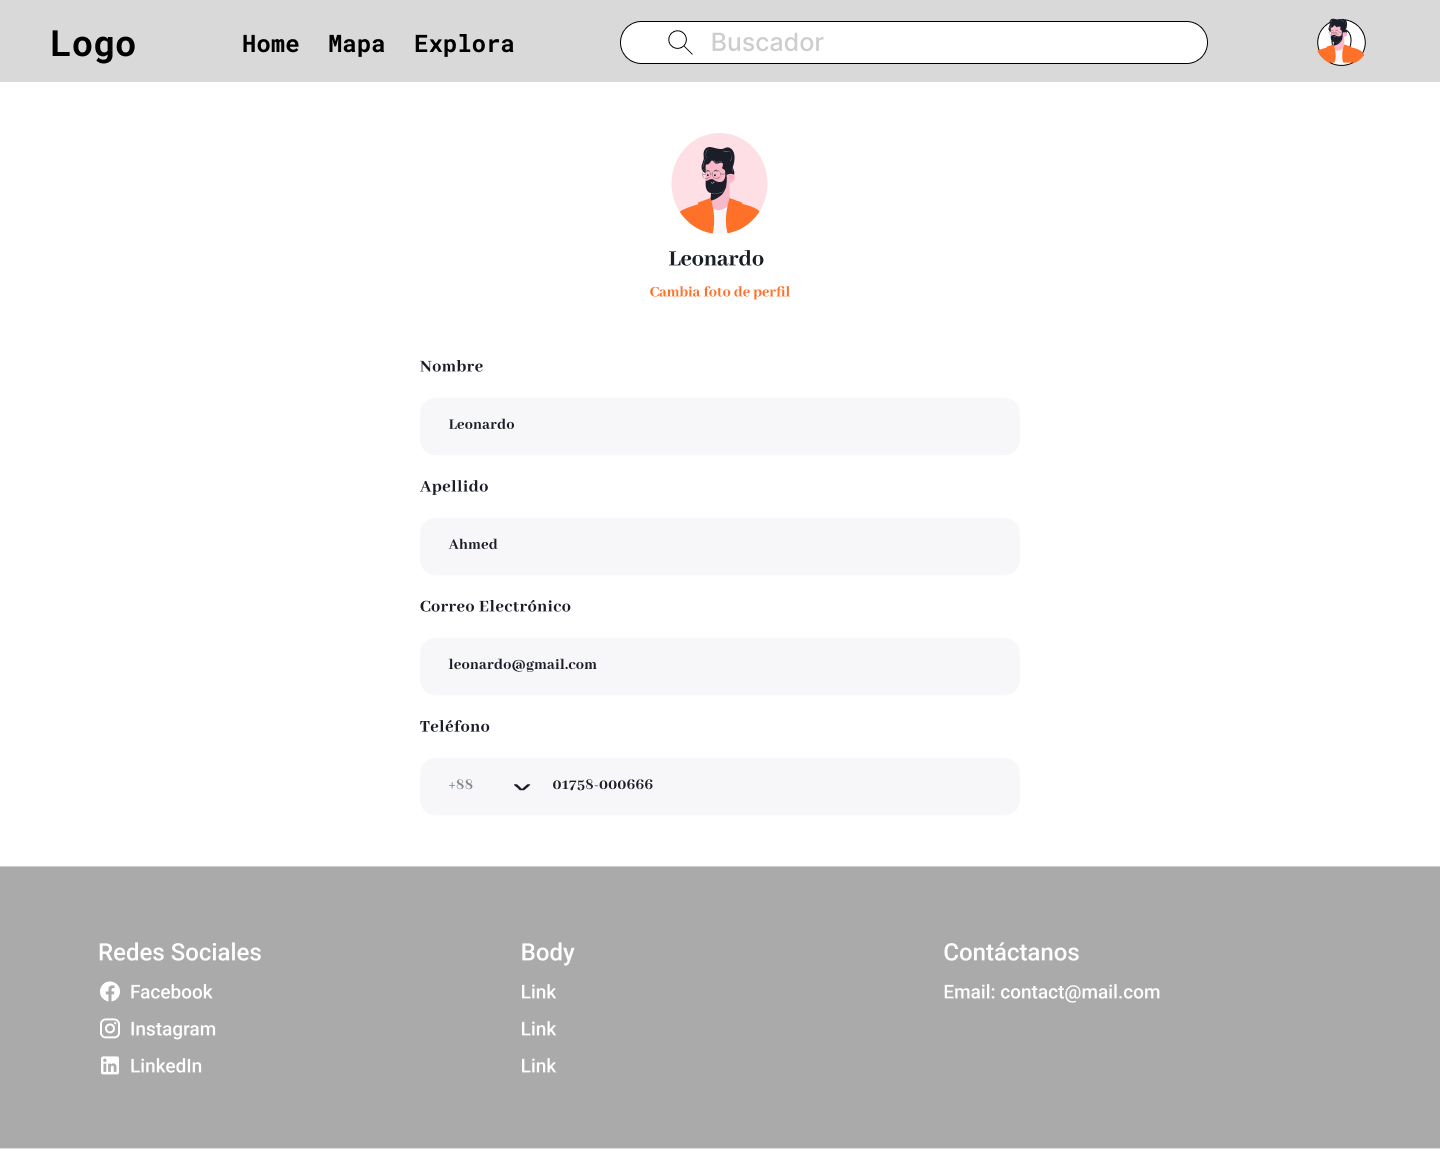 Logo
Home Mapa Explora
Buscador
Leonardo
Cambia foto de perfil
Nombre
Leonardo
Apellido
Ahmed
Correo Electrónico
leonardo@gmail.com
Teléfono
+88 01758-000666
Redes Sociales
Facebook
Instagram
LinkedIn
Body
Link
Link
Link
Contáctanos
Email: contact@mail.com